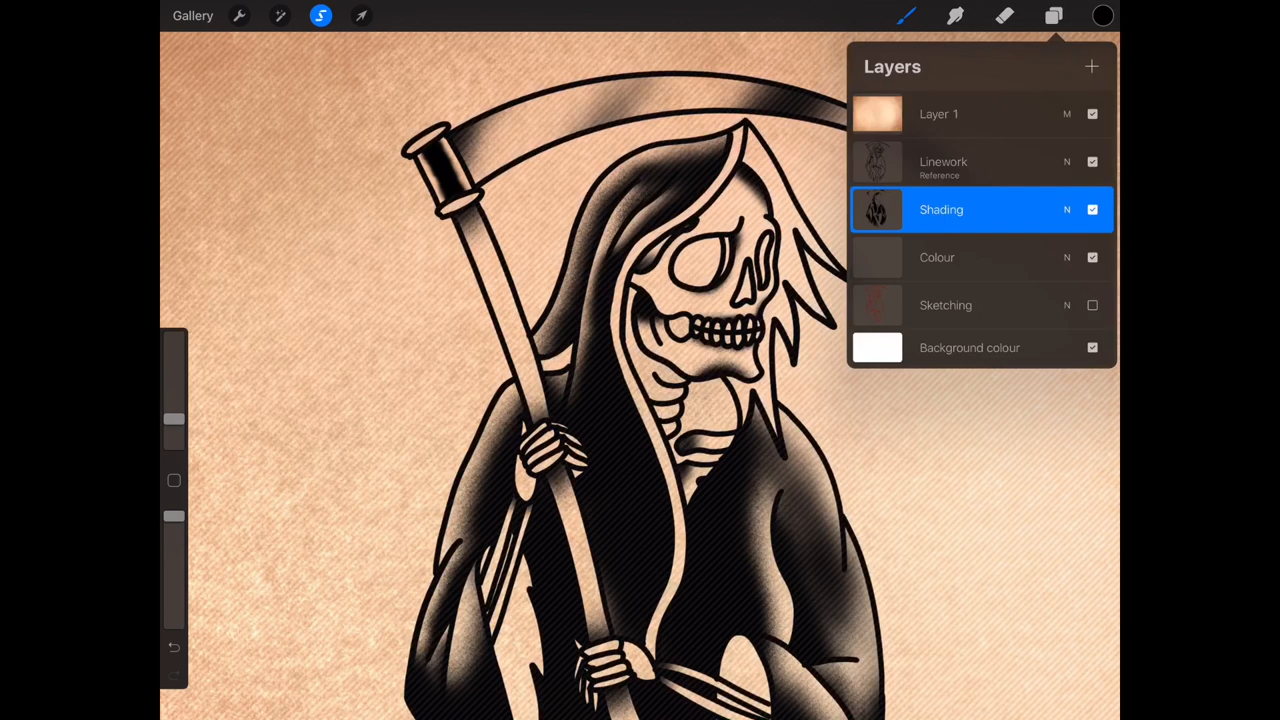 Gallery
Layers
Layer 1 M
Linework N
Reference
Shading N
Colour N
Sketching N
Background colour